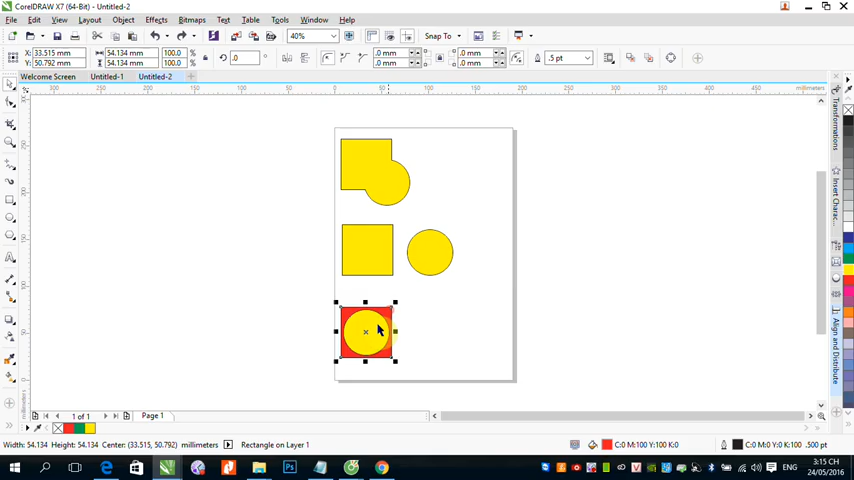 CorelDRAW X7 (64-Bit) - Untitled-2
File Edit View Layout Object Effects Bitmaps Text Table Tools Window Help
40% Snap To
X: 33.515 mm 54.134 mm 100.0 .0 .0 mm .0 mm .5 pt
Y: 50.792 mm 54.134 mm 100.0 .0 mm .0 mm
Welcome Screen Untitled-1 Untitled-2
50 0 50 100 150 200 250 300 350 400 450 millimeters
Transformations
Insert Charac...
Align and Distribute
1 of 1 Page 1
Width: 54.134 Height: 54.134 Center: (33.515, 50.792) millimeters Rectangle on Layer 1 C:0 M:100 Y:100 K:0 C:0 M:0 Y:0 K:100 .500 pt
ENG 3:15 CH
24/05/2016